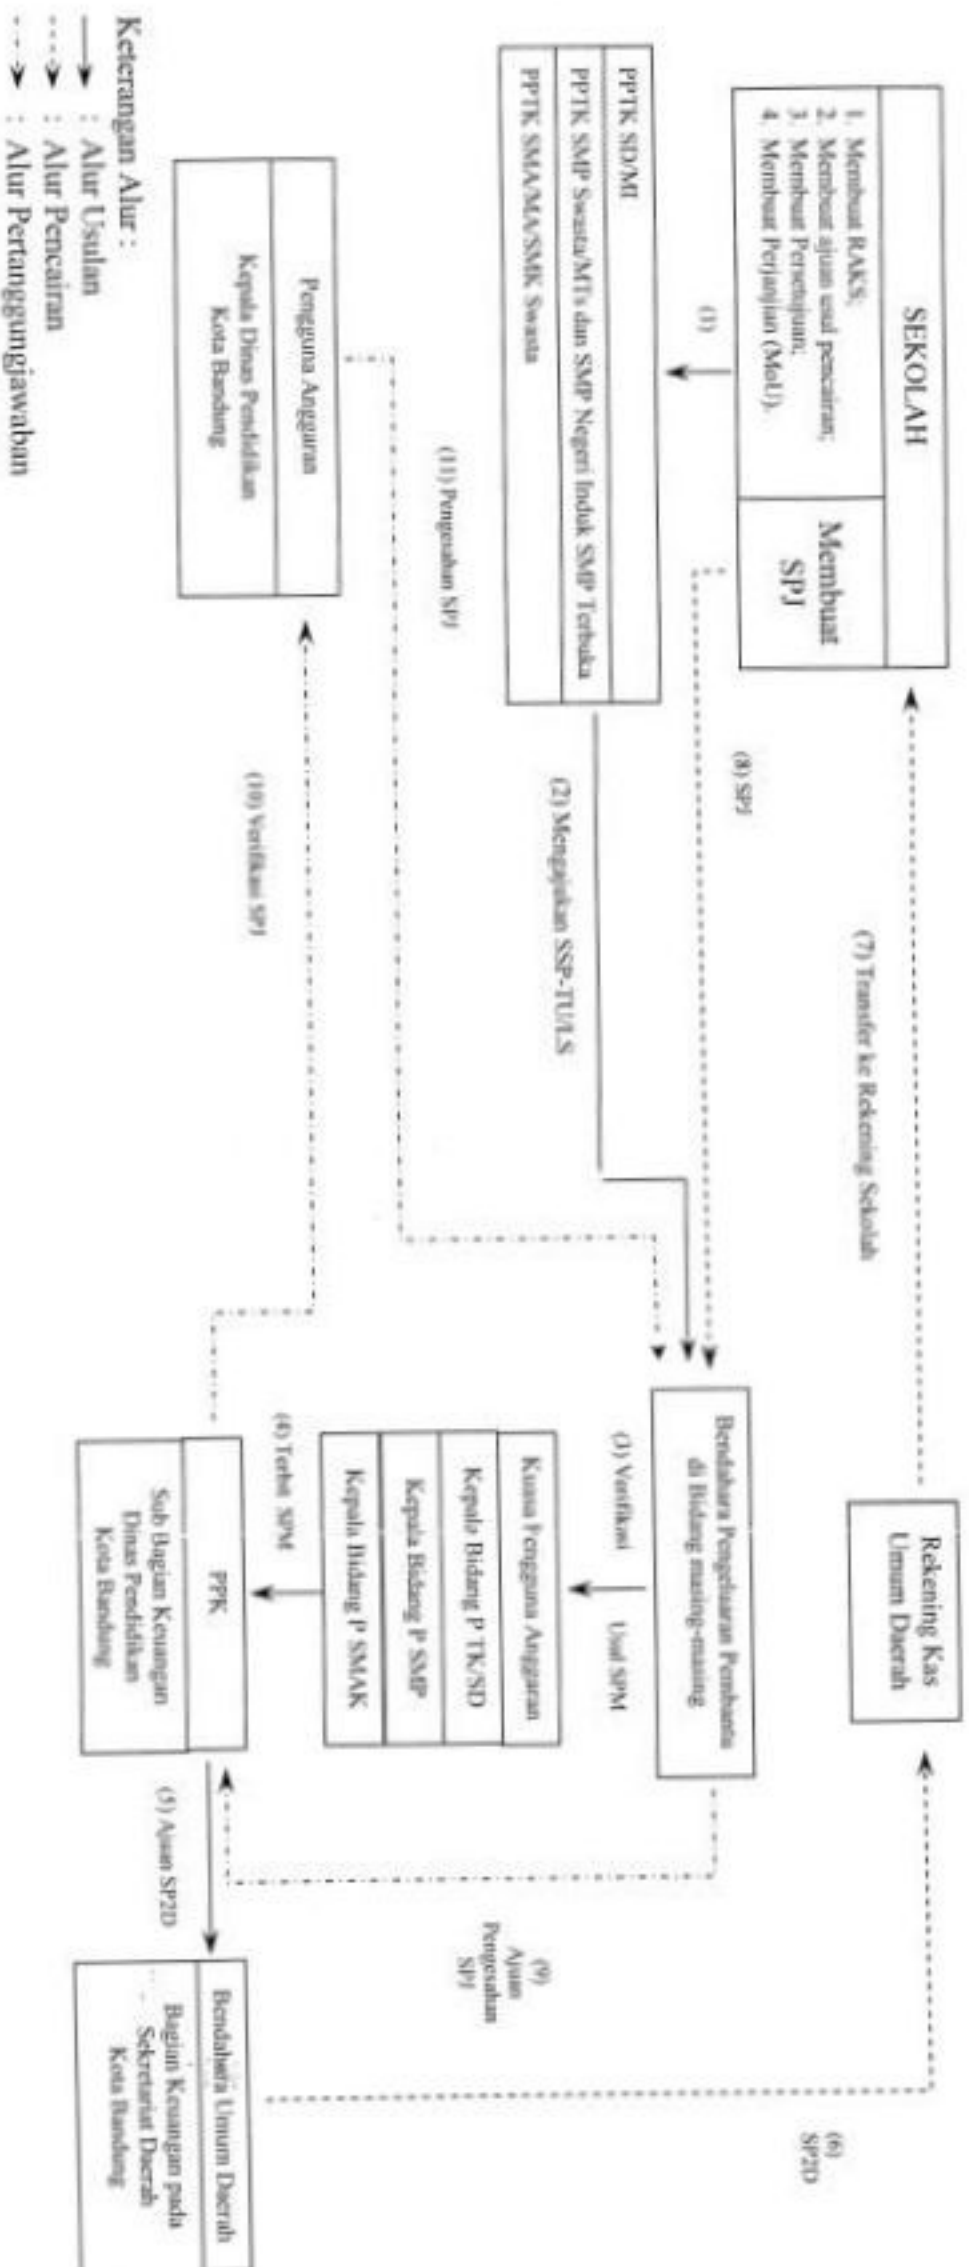 SEKOLAH
1. Membuat RAKS;
2. Membuat ajuan usul pencairan;
3. Membuat Persetujuan;
4. Membuat Perjanjian (MoU).
Membuat
SPJ
(7) Transfer ke Rekening Sekolah
Rekening Kas
Umum Daerah
(6)
SP2D
(1)
(8) SPJ
PPTK SD/MI
PPTK SMP Swasta/MTs dan SMP Negeri Induk SMP Terbuka
PPTK SMA/MA/SMK Swasta
(2) Mengajukan SSP-TU/LS
Bendahara Pengeluaran Pembantu
di Bidang masing-masing
(3) Verifikasi
Usul SPM
(9)
Ajuan
Pengesahan
SPJ
Kuasa Pengguna Anggaran
Kepala Bidang P TK/SD
Kepala Bidang P SMP
Kepala Bidang P SMAK
(11) Pengesahan SPJ
(4) Terbit SPM
Pengguna Anggaran
Kepala Dinas Pendidikan
Kota Bandung
(10) Verifikasi SPJ
PPK
Sub Bagian Keuangan
Dinas Pendidikan
Kota Bandung
(5) Ajuan SP2D
Bendahara Umum Daerah
Bagian Keuangan pada
Sekretariat Daerah
Kota Bandung
Keterangan Alur :
: Alur Usulan
: Alur Pencairan
: Alur Pertanggungjawaban